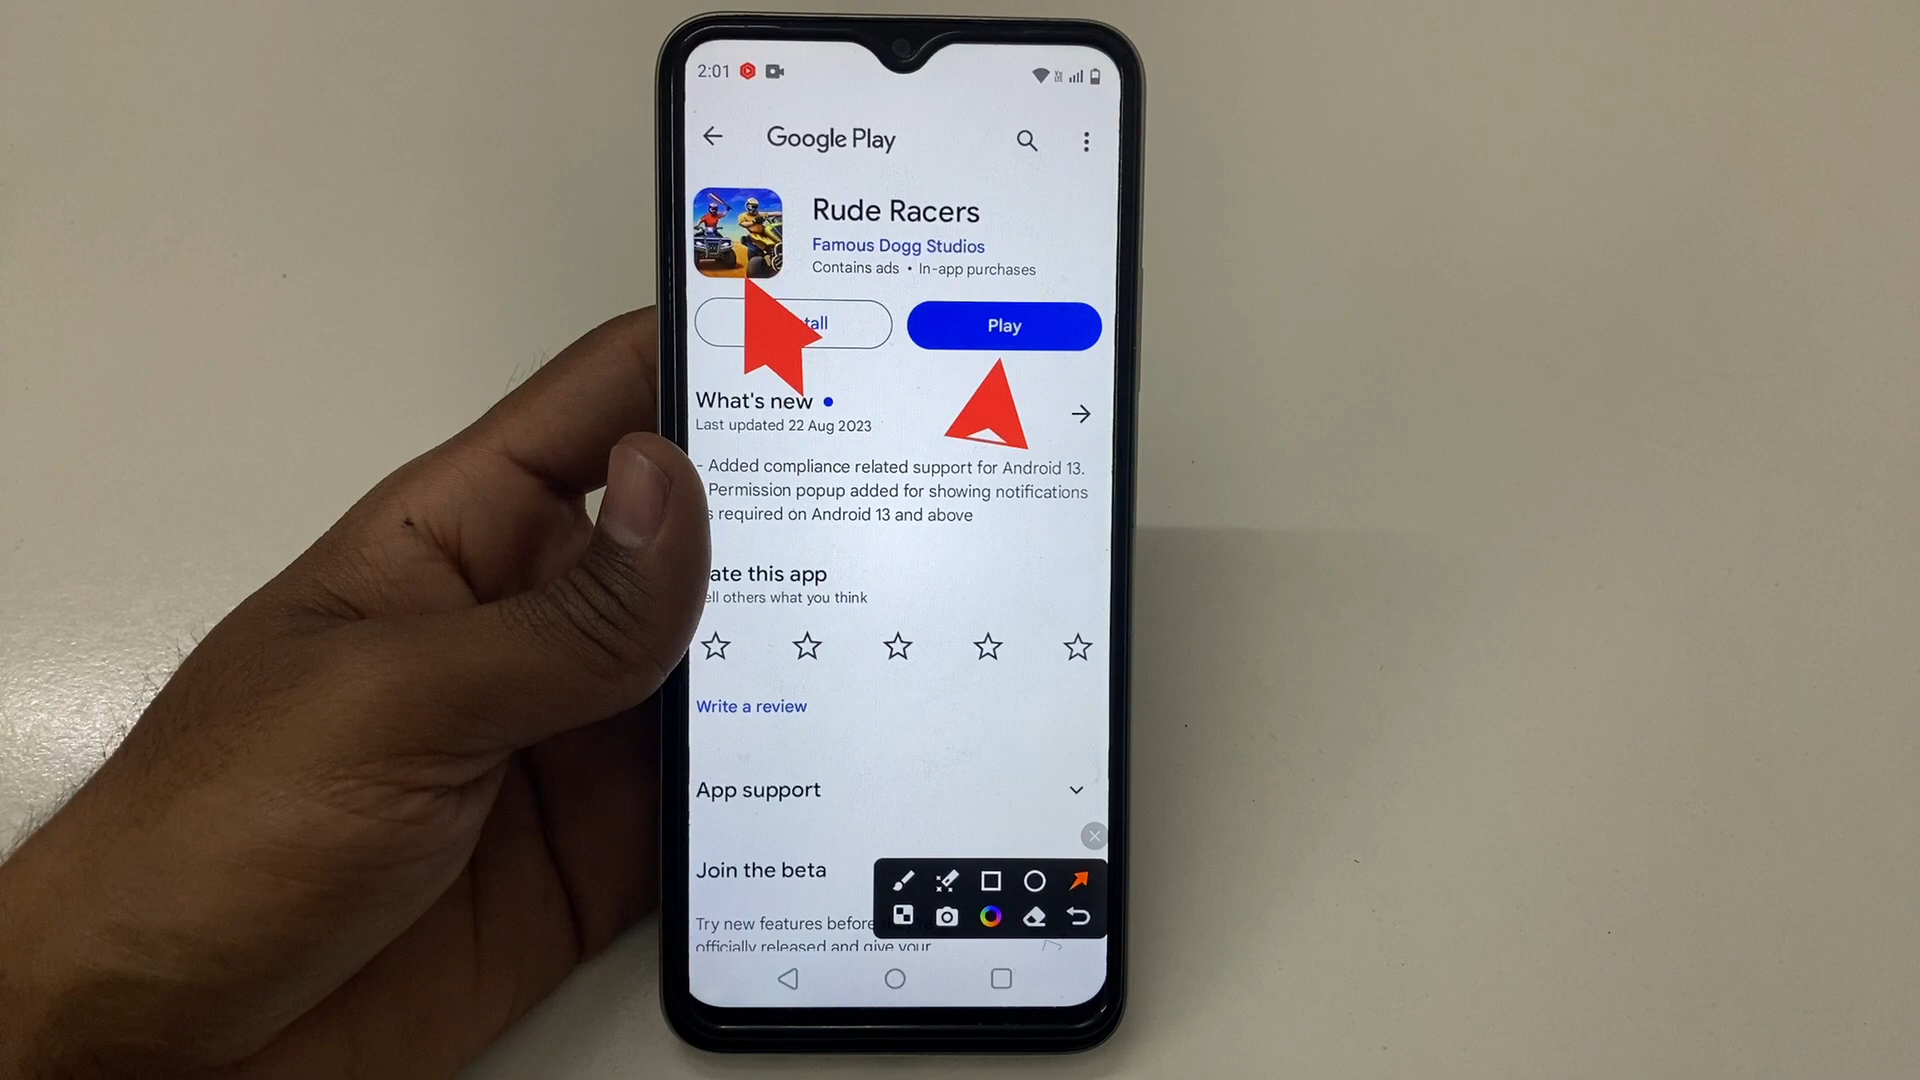 2:01
Google Play
Rude Racers
Famous Dogg Studios
Contains ads • In-app purchases
tall
Play
What's new
Last updated 22 Aug 2023
- Added compliance related support for Android 13.
Permission popup added for showing notifications
s required on Android 13 and above
ate this app
ell others what you think
Write a review
App support
Join the beta
Try new features before
officially released and give your